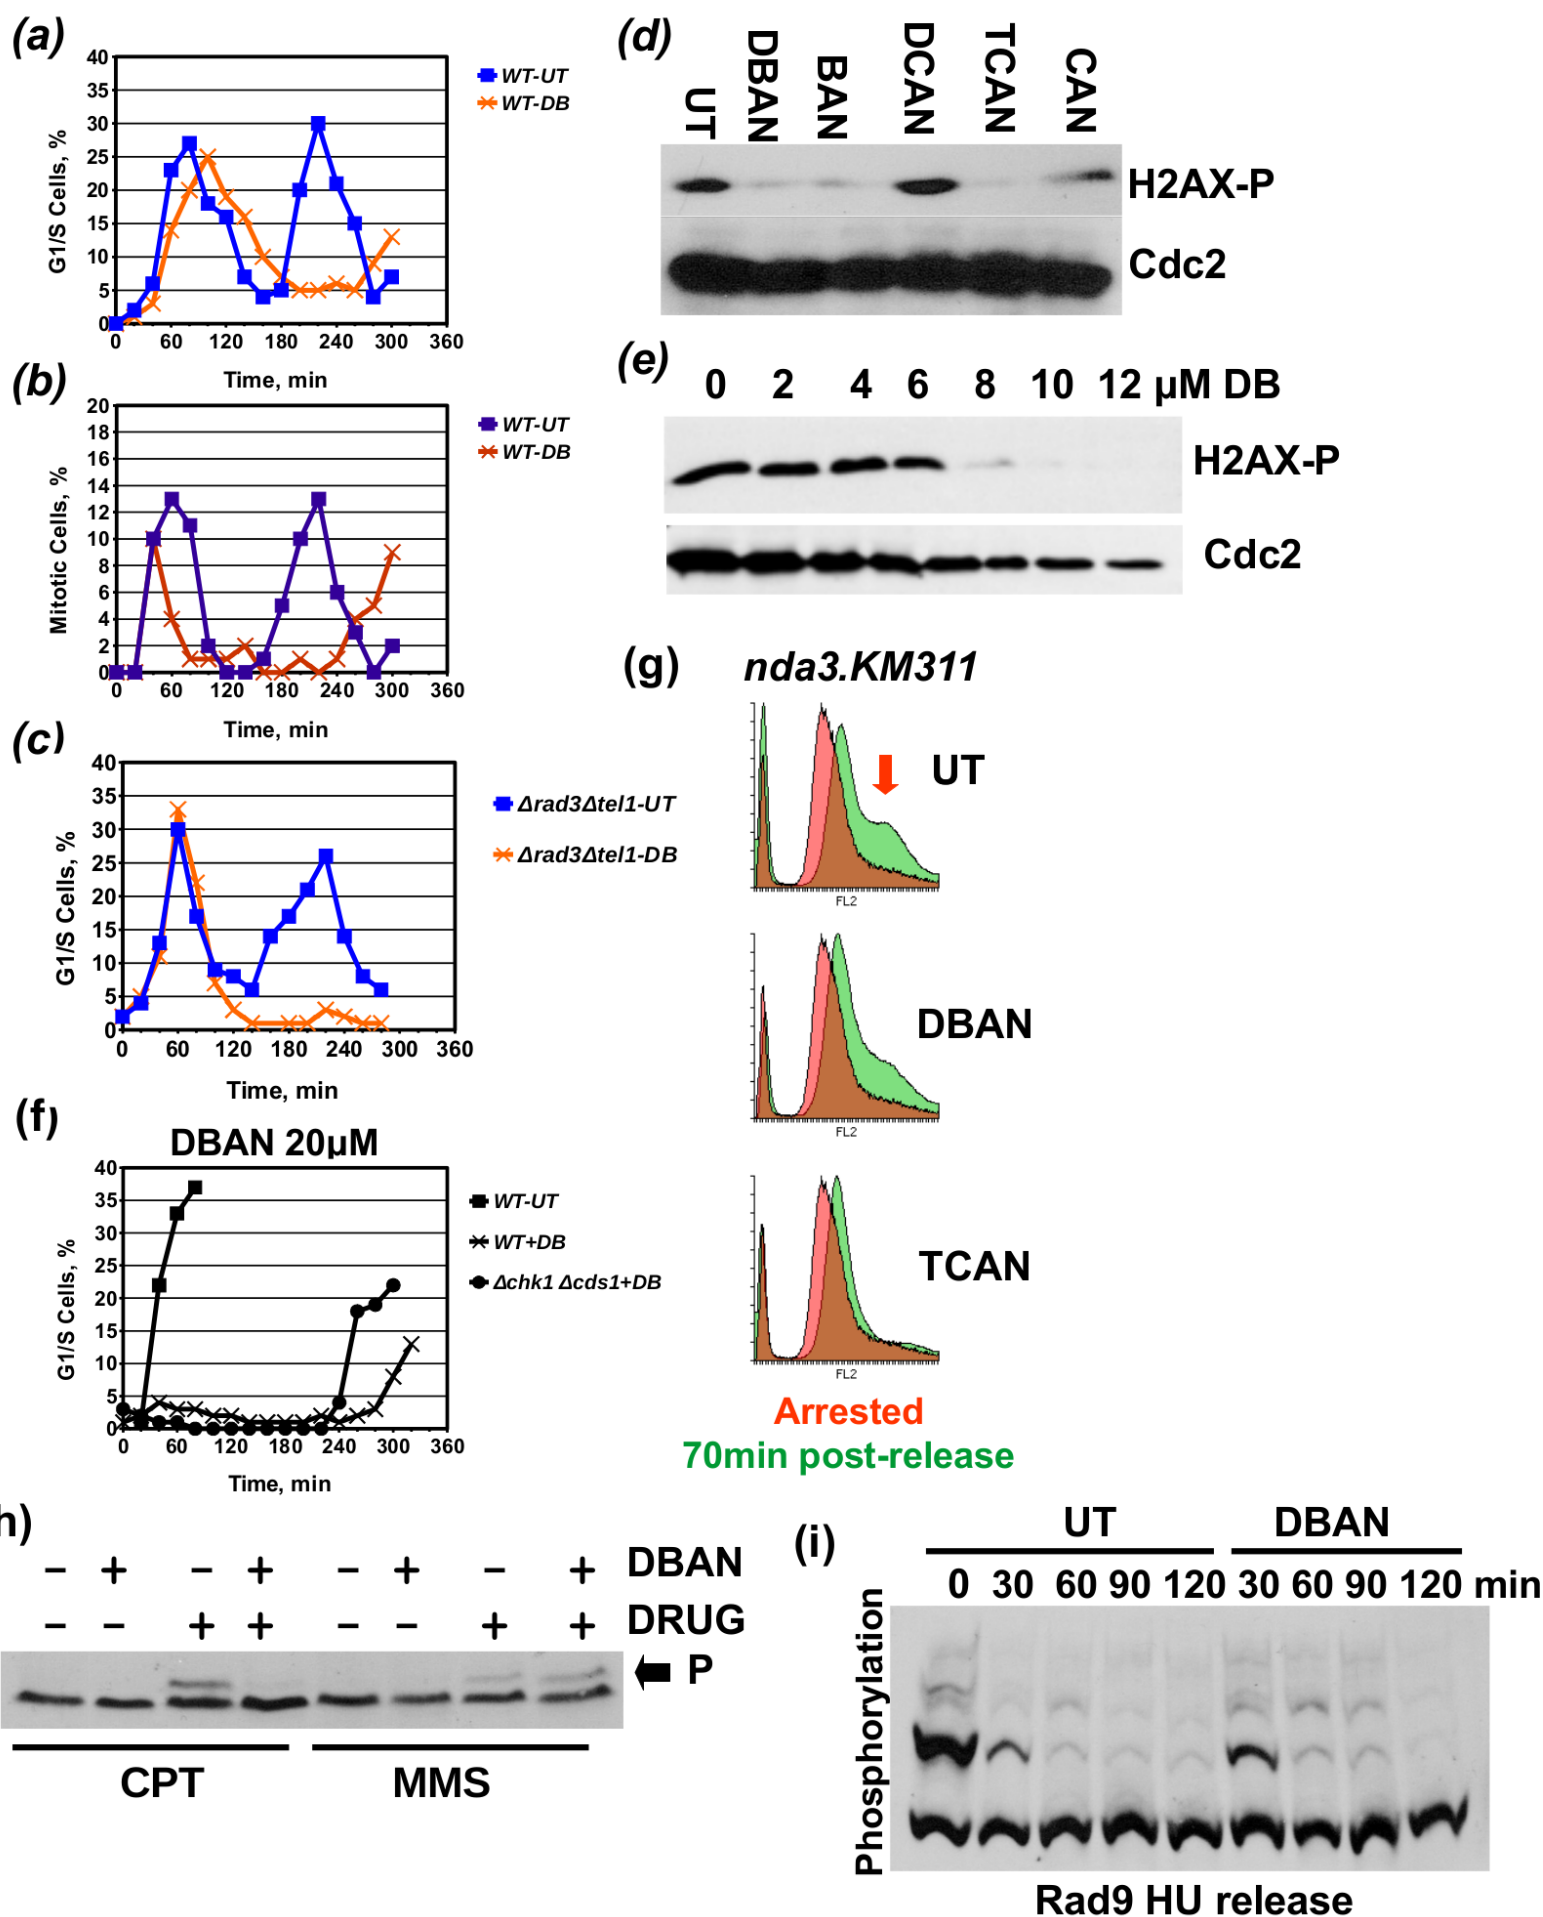 (a)
40
35
30
25
20
15
10
5
0
G1/S Cells, %
0 60 120 180 240 300 360
Time, min
WT-UT
WT-DB
(b)
20
18
16
14
12
10
8
6
4
2
0
Mitotic Cells, %
0 60 120 180 240 300 360
Time, min
WT-UT
WT-DB
(c)
40
35
30
25
20
15
10
5
0
G1/S Cells, %
0 60 120 180 240 300 360
Time, min
Δrad3Δtel1-UT
Δrad3Δtel1-DB
(f)
DBAN 20µM
40
35
30
25
20
15
10
5
0
G1/S Cells, %
0 60 120 180 240 300 360
Time, min
WT-UT
WT+DB
Δchk1 Δcds1+DB
(d)
UT DBAN BAN DCAN TCAN CAN
H2AX-P
Cdc2
(e)
0 2 4 6 8 10 12 µM DB
H2AX-P
Cdc2
(g)
nda3.KM311
UT
FL2
DBAN
FL2
TCAN
FL2
Arrested
70min post-release
h)
– + – + – + – + DBAN
– – + + – – + + DRUG
P
CPT MMS
(i)
UT DBAN
0 30 60 90 120 30 60 90 120 min
Phosphorylation
Rad9 HU release